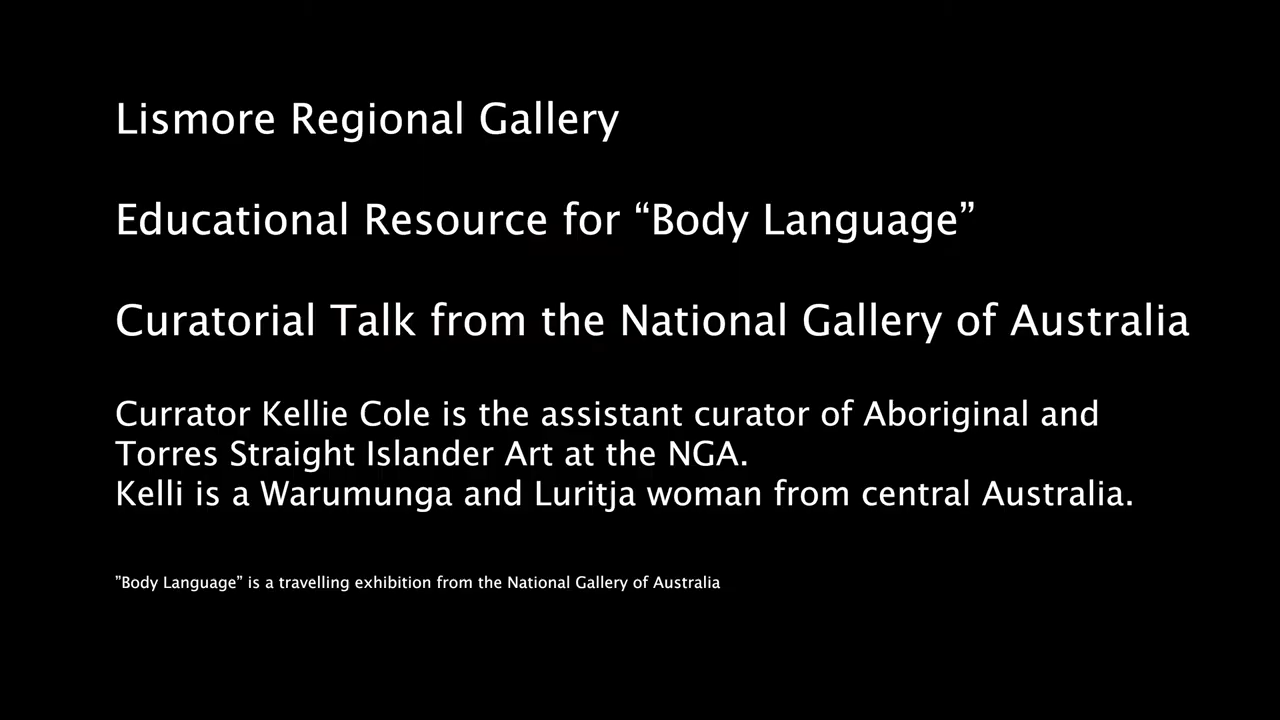 Lismore Regional Gallery
Educational Resource for “Body Language”
Curatorial Talk from the National Gallery of Australia
Currator Kellie Cole is the assistant curator of Aboriginal and
Torres Straight Islander Art at the NGA.
Kelli is a Warumunga and Luritja woman from central Australia.
”Body Language” is a travelling exhibition from the National Gallery of Australia